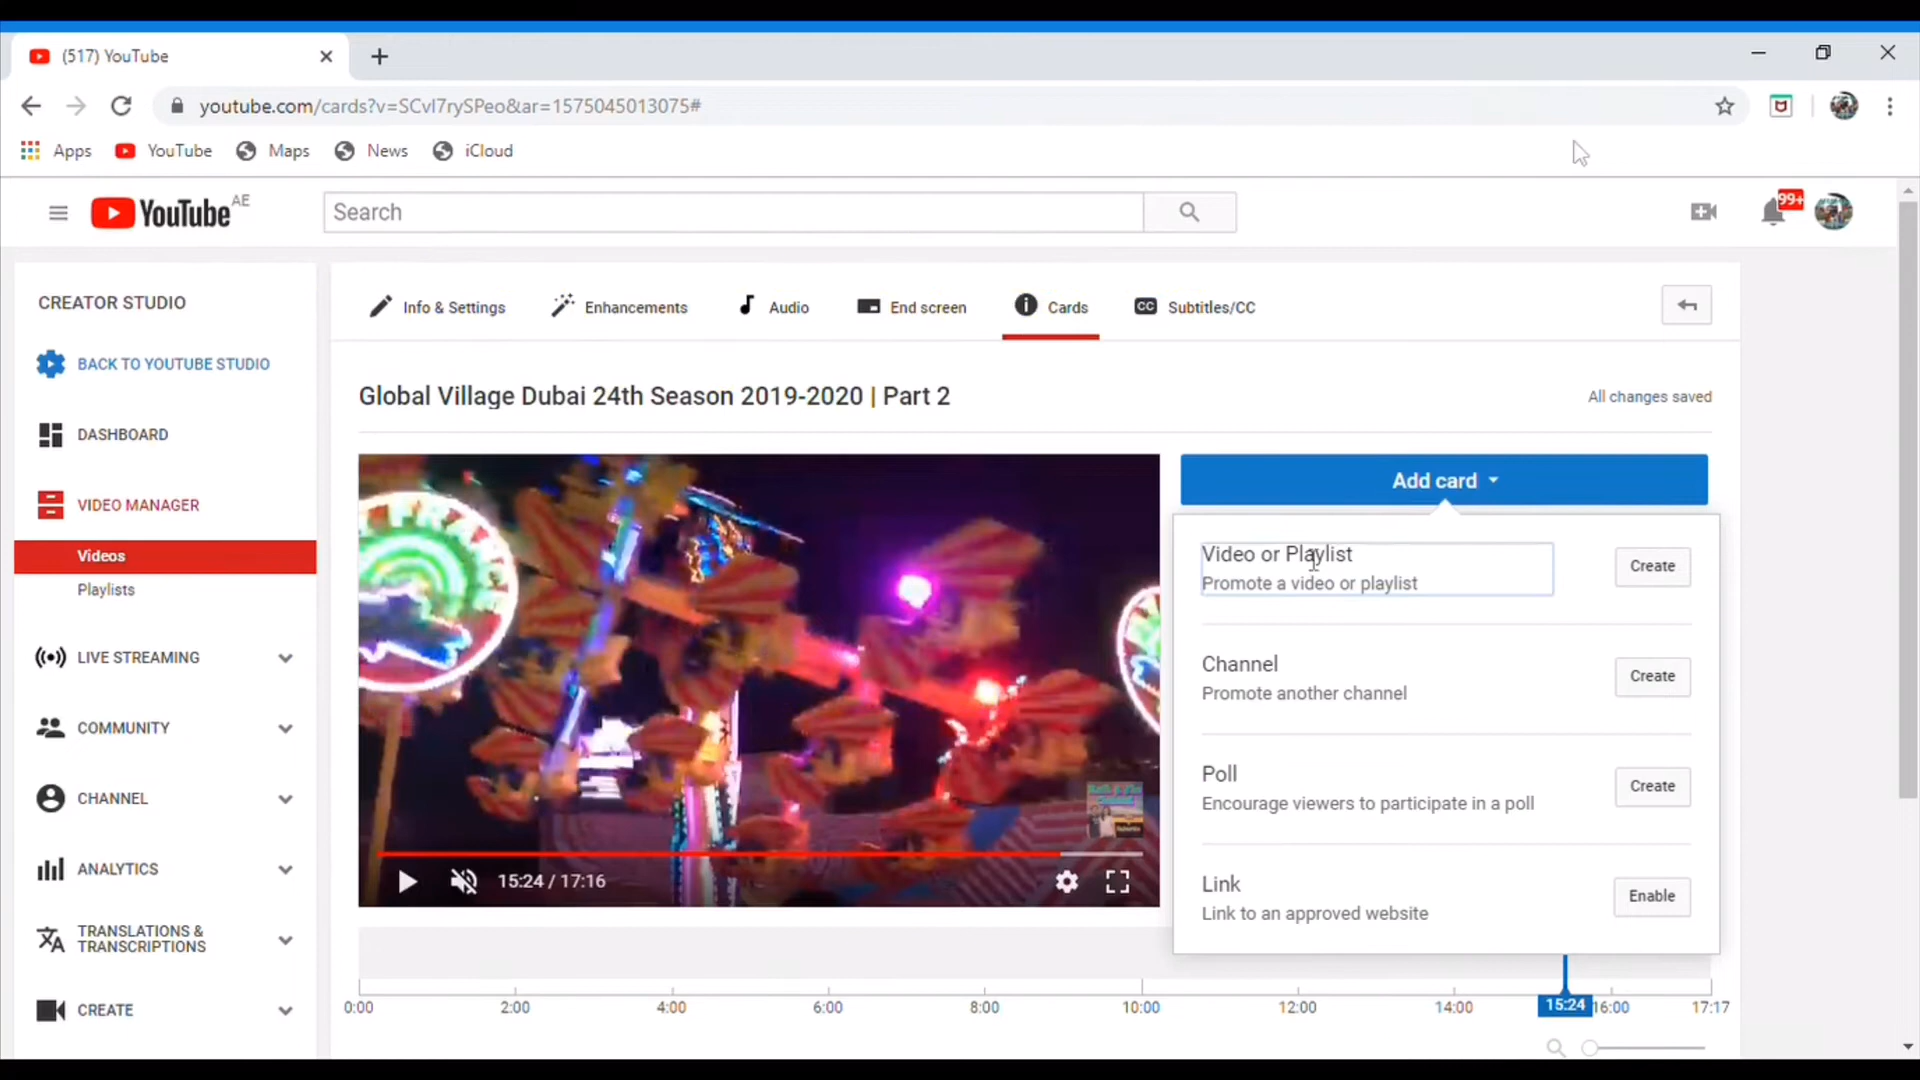 (517) YouTube
youtube.com/cards?v=SCvI7rySPeo&ar=1575045013075#
Apps YouTube Maps News iCloud
YouTube AE
Search
99+
CREATOR STUDIO
BACK TO YOUTUBE STUDIO
DASHBOARD
VIDEO MANAGER
Videos
Playlists
LIVE STREAMING
COMMUNITY
CHANNEL
ANALYTICS
TRANSLATIONS &
TRANSCRIPTIONS
CREATE
Info & Settings Enhancements Audio End screen Cards CC Subtitles/CC
Global Village Dubai 24th Season 2019-2020 | Part 2
All changes saved
15:24 / 17:16
Add card
Video or Playlist
Promote a video or playlist
Create
Channel
Promote another channel
Create
Poll
Encourage viewers to participate in a poll
Create
Link
Link to an approved website
Enable
0:00 2:00 4:00 6:00 8:00 10:00 12:00 14:00 15:24 16:00 17:17